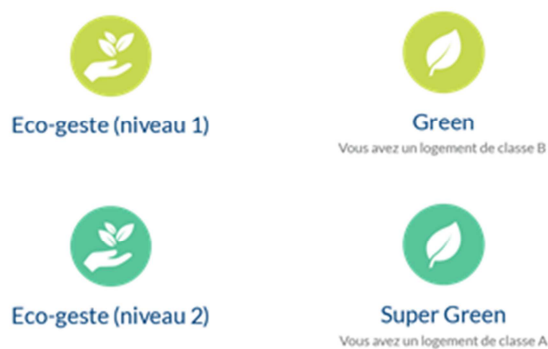 Eco-geste (niveau 1)
Green
Vous avez un logement de classe B
Eco-geste (niveau 2)
Super Green
Vous avez un logement de classe A